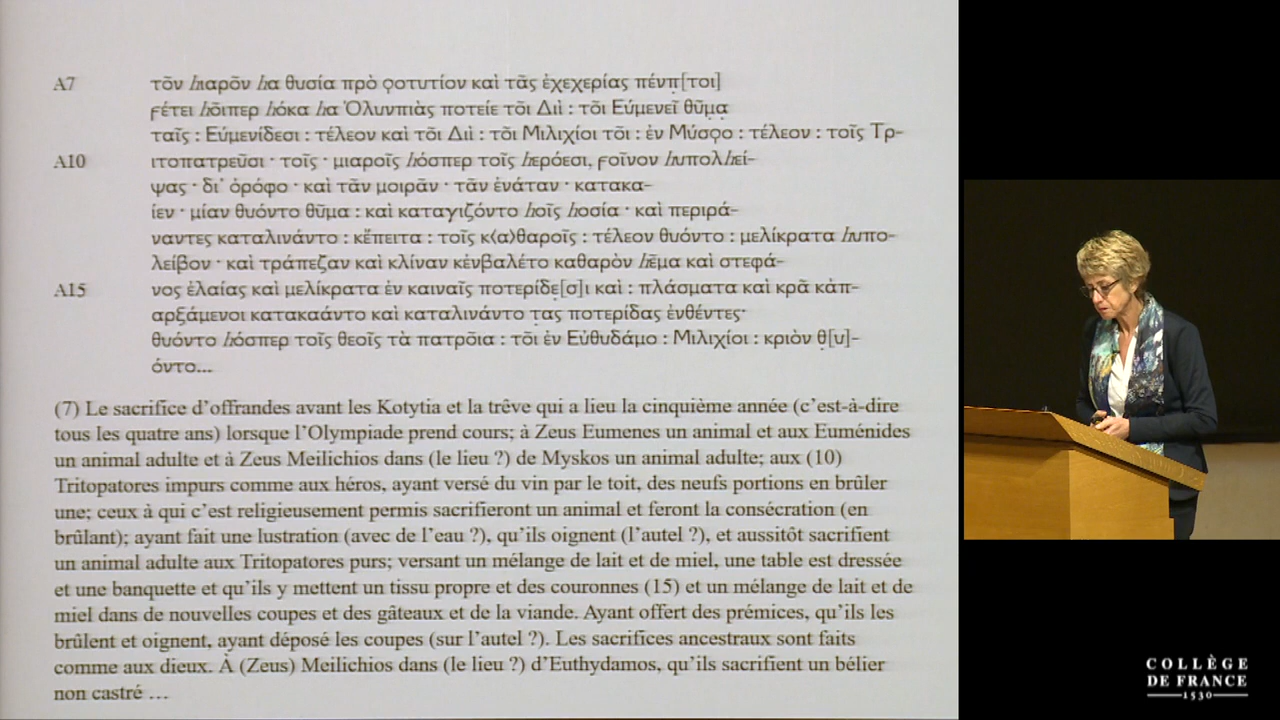 A7 τõν hιαρõν hα θυσία πρὸ ϙοτυτίον καὶ τᾶς ἐχεχερίας πένπ̣[τοι]
ϝέτει hõιπερ hόκα hα Ὀλυνπιὰς ποτείε τõι Διὶ : τõι Εὐμενεῖ θῦμ̣α̣
ταῖς : Εὐμενίδεσι : τέλεον καὶ τõι Διὶ : τõι Μιλιχίοι τõι : ἐν Μύσϙο : τέλεον : τοῖς Τρ-
A10 ιτοπατρεῦσι · τοῖς · μιαροῖς hόσπερ τοῖς hερόεσι, ϝοῖνον hυπολhεί-
ψας · δι’ ὀρόφο · καὶ τᾶν μοιρᾶν · τᾶν ἐνάταν · κατακα-
ίεν · μίαν θυόντο θῦμα : καὶ καταγιζόντο hοῖς hοσία · καὶ περιρά-
ναντες καταλινάντο : κἔπειτα : τοῖς κ⟨α⟩θαροῖς : τέλεον θυόντο : μελίκρατα hυπο-
λείβον · καὶ τράπεζαν καὶ κλίναν κἐνβαλέτο καθαρὸν hε͂μα καὶ στεφά-
A15 νος ἐλαίας καὶ μελίκρατα ἐν καιναῖς ποτερίδε̣[σ]ι καὶ : πλάσματα καὶ κρᾶ κἀπ-
αρξάμενοι κατακαάντο καὶ καταλινάντο τ̣ας ποτερίδας ἐνθέντες·
θυόντο hόσπερ τοῖς θεοῖς τὰ πατρõια : τõι ἐν Εὐθυδάμο : Μιλιχίοι : κριὸν θ̣[υ]-
όντο...
(7) Le sacrifice d’offrandes avant les Kotytia et la trêve qui a lieu la cinquième année (c’est-à-dire
tous les quatre ans) lorsque l’Olympiade prend cours; à Zeus Eumenes un animal et aux Euménides
un animal adulte et à Zeus Meilichios dans (le lieu ?) de Myskos un animal adulte; aux (10)
Tritopatores impurs comme aux héros, ayant versé du vin par le toit, des neufs portions en brûler
une; ceux à qui c’est religieusement permis sacrifieront un animal et feront la consécration (en
brûlant); ayant fait une lustration (avec de l’eau ?), qu’ils oignent (l’autel ?), et aussitôt sacrifient
un animal adulte aux Tritopatores purs; versant un mélange de lait et de miel, une table est dressée
et une banquette et qu’ils y mettent un tissu propre et des couronnes (15) et un mélange de lait et de
miel dans de nouvelles coupes et des gâteaux et de la viande. Ayant offert des prémices, qu’ils les
brûlent et oignent, ayant déposé les coupes (sur l’autel ?). Les sacrifices ancestraux sont faits
comme aux dieux. À (Zeus) Meilichios dans (le lieu ?) d’Euthydamos, qu’ils sacrifient un bélier
non castré …
COLLÈGE
DE FRANCE
1530